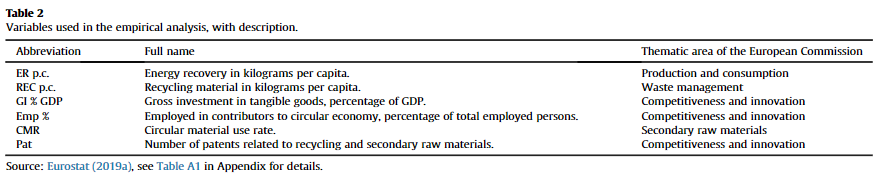 Table 2
Variables used in the empirical analysis, with description.
Abbreviation Full name Thematic area of the European Commission
ER p.c. Energy recovery in kilograms per capita. Production and consumption
REC p.c. Recycling material in kilograms per capita. Waste management
GI % GDP Gross investment in tangible goods, percentage of GDP. Competitiveness and innovation
Emp % Employed in contributors to circular economy, percentage of total employed persons. Competitiveness and innovation
CMR Circular material use rate. Secondary raw materials
Pat Number of patents related to recycling and secondary raw materials. Competitiveness and innovation
Source: Eurostat (2019a), see Table A1 in Appendix for details.